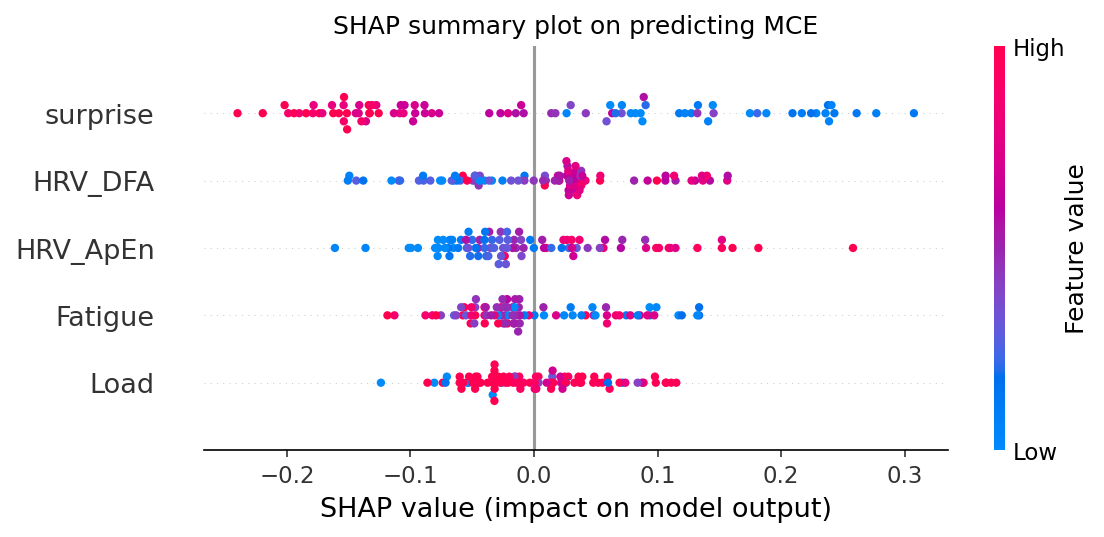 SHAP summary plot on predicting MCE
High
surprise
HRV_DFA
HRV_ApEn
Fatigue
Load
Feature value
Low
−0.2 −0.1 0.0 0.1 0.2 0.3
SHAP value (impact on model output)